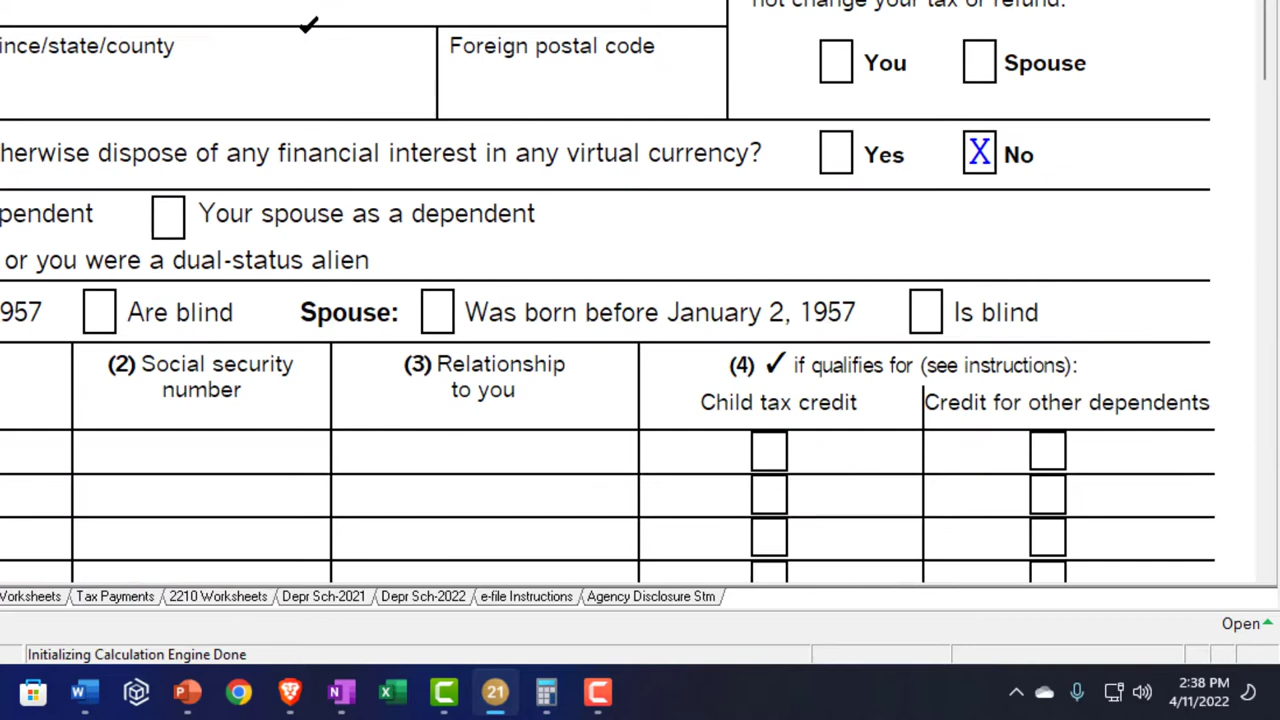 not change your tax or refund.
ince/state/county
Foreign postal code
You
Spouse
herwise dispose of any financial interest in any virtual currency?
Yes
X No
pendent
Your spouse as a dependent
or you were a dual-status alien
957
Are blind
Spouse:
Was born before January 2, 1957
Is blind
(2) Social security
number
(3) Relationship
to you
(4) ✓ if qualifies for (see instructions):
Child tax credit
Credit for other dependents
Worksheets
Tax Payments
2210 Worksheets
Depr Sch-2021
Depr Sch-2022
e-file Instructions
Agency Disclosure Stm
Open
Initializing Calculation Engine Done
21
2:38 PM
4/11/2022